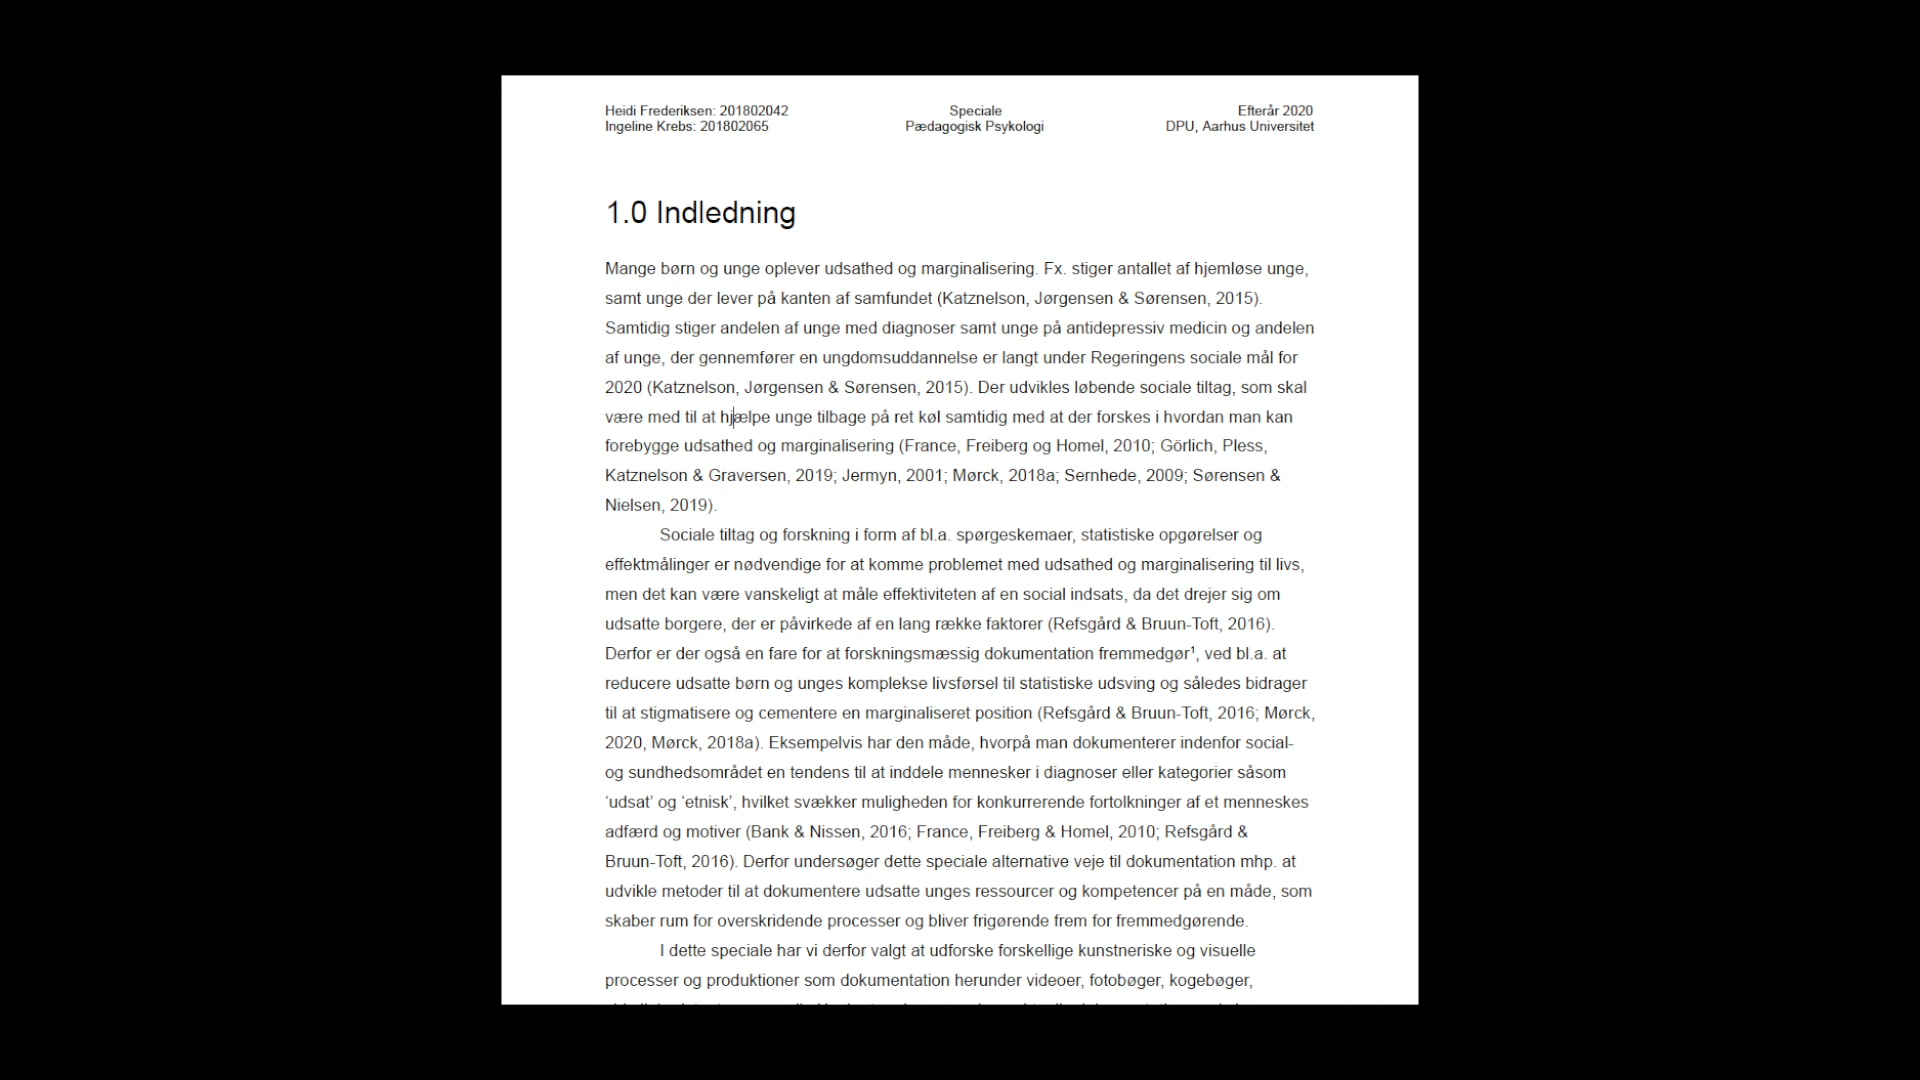 Heidi Frederiksen: 201802042
Ingeline Krebs: 201802065
Speciale
Pædagogisk Psykologi
Efterår 2020
DPU, Aarhus Universitet
1.0 Indledning
Mange børn og unge oplever udsathed og marginalisering. Fx. stiger antallet af hjemløse unge,
samt unge der lever på kanten af samfundet (Katznelson, Jørgensen & Sørensen, 2015).
Samtidig stiger andelen af unge med diagnoser samt unge på antidepressiv medicin og andelen
af unge, der gennemfører en ungdomsuddannelse er langt under Regeringens sociale mål for
2020 (Katznelson, Jørgensen & Sørensen, 2015). Der udvikles løbende sociale tiltag, som skal
være med til at hjælpe unge tilbage på ret køl samtidig med at der forskes i hvordan man kan
forebygge udsathed og marginalisering (France, Freiberg og Homel, 2010; Görlich, Pless,
Katznelson & Graversen, 2019; Jermyn, 2001; Mørck, 2018a; Sernhede, 2009; Sørensen &
Nielsen, 2019).
Sociale tiltag og forskning i form af bl.a. spørgeskemaer, statistiske opgørelser og
effektmålinger er nødvendige for at komme problemet med udsathed og marginalisering til livs,
men det kan være vanskeligt at måle effektiviteten af en social indsats, da det drejer sig om
udsatte borgere, der er påvirkede af en lang række faktorer (Refsgård & Bruun-Toft, 2016).
Derfor er der også en fare for at forskningsmæssig dokumentation fremmedgør¹, ved bl.a. at
reducere udsatte børn og unges komplekse livsførsel til statistiske udsving og således bidrager
til at stigmatisere og cementere en marginaliseret position (Refsgård & Bruun-Toft, 2016; Mørck,
2020, Mørck, 2018a). Eksempelvis har den måde, hvorpå man dokumenterer indenfor social-
og sundhedsområdet en tendens til at inddele mennesker i diagnoser eller kategorier såsom
‘udsat’ og ‘etnisk’, hvilket svækker muligheden for konkurrerende fortolkninger af et menneskes
adfærd og motiver (Bank & Nissen, 2016; France, Freiberg & Homel, 2010; Refsgård &
Bruun-Toft, 2016). Derfor undersøger dette speciale alternative veje til dokumentation mhp. at
udvikle metoder til at dokumentere udsatte unges ressourcer og kompetencer på en måde, som
skaber rum for overskridende processer og bliver frigørende frem for fremmedgørende.
I dette speciale har vi derfor valgt at udforske forskellige kunstneriske og visuelle
processer og produktioner som dokumentation herunder videoer, fotobøger, kogebøger,